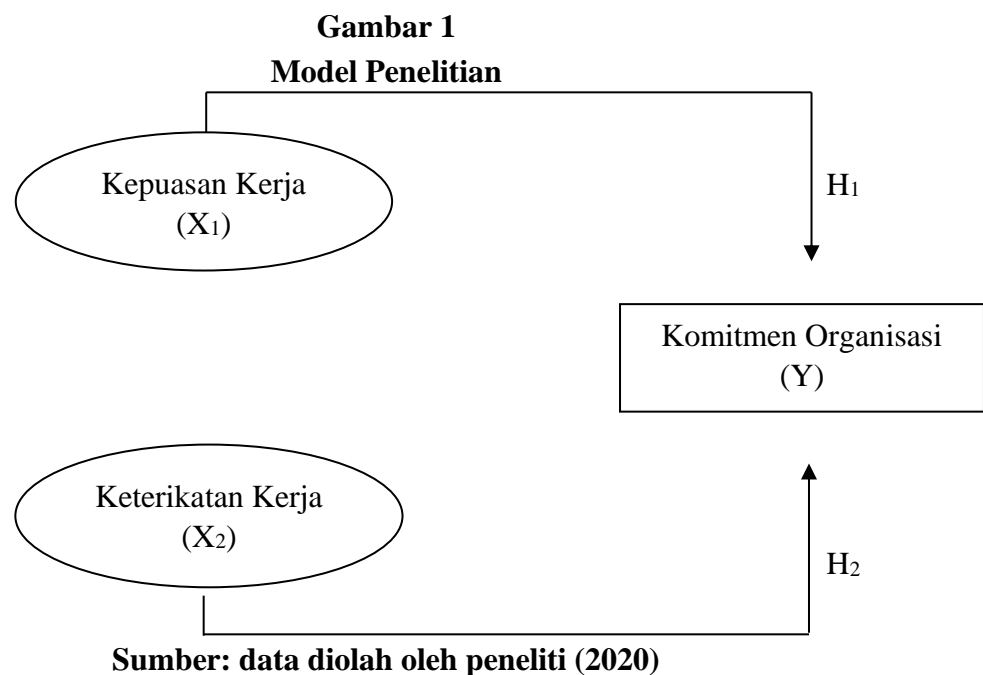 Gambar 1
Model Penelitian
Kepuasan Kerja
(X₁)
H₁
Komitmen Organisasi
(Y)
Keterikatan Kerja
(X₂)
H₂
Sumber: data diolah oleh peneliti (2020)